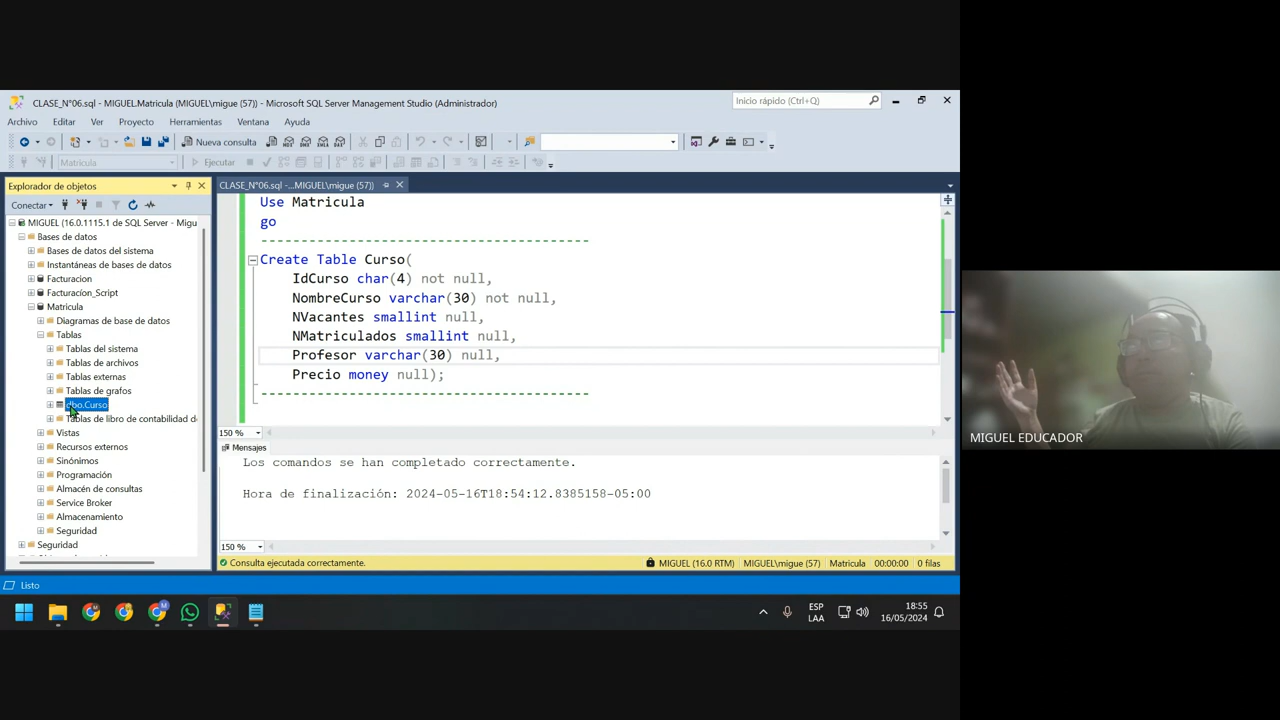 CLASE_N°06.sql - MIGUEL.Matricula (MIGUEL\migue (57)) - Microsoft SQL Server Management Studio (Administrador)
Inicio rápido (Ctrl+Q)
Archivo Editar Ver Proyecto Herramientas Ventana Ayuda
Nueva consulta
Matricula Ejecutar
Explorador de objetos
CLASE_N°06.sql -...MIGUEL\migue (57))
Conectar
MIGUEL (16.0.1115.1 de SQL Server - Migu
Bases de datos
Bases de datos del sistema
Instantáneas de bases de datos
Facturacion
Facturacíon_Script
Matricula
Diagramas de base de datos
Tablas
Tablas del sistema
Tablas de archivos
Tablas externas
Tablas de grafos
dbo.Curso
Tablas de libro de contabilidad d
Vistas
Recursos externos
Sinónimos
Programación
Almacén de consultas
Service Broker
Almacenamiento
Seguridad
Seguridad
Use Matricula
go
-----------------------------------------
Create Table Curso(
IdCurso char(4) not null,
NombreCurso varchar(30) not null,
NVacantes smallint null,
NMatriculados smallint null,
Profesor varchar(30) null,
Precio money null);
-----------------------------------------
150 %
Mensajes
Los comandos se han completado correctamente.
Hora de finalización: 2024-05-16T18:54:12.8385158-05:00
150 %
Consulta ejecutada correctamente.
MIGUEL (16.0 RTM) MIGUEL\migue (57) Matricula 00:00:00 0 filas
Listo
ESP
LAA
18:55
16/05/2024
MIGUEL EDUCADOR